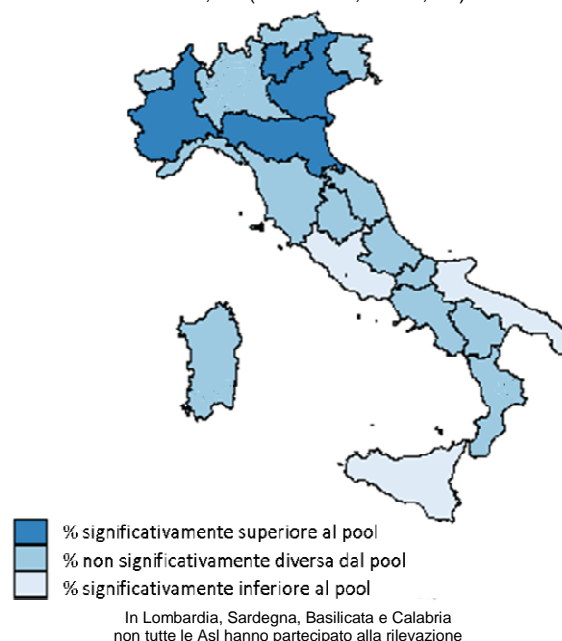 % significativamente superiore al pool
% non significativamente diversa dal pool
% significativamente inferiore al pool
In Lombardia, Sardegna, Basilicata e Calabria
non tutte le Asl hanno partecipato alla rilevazione